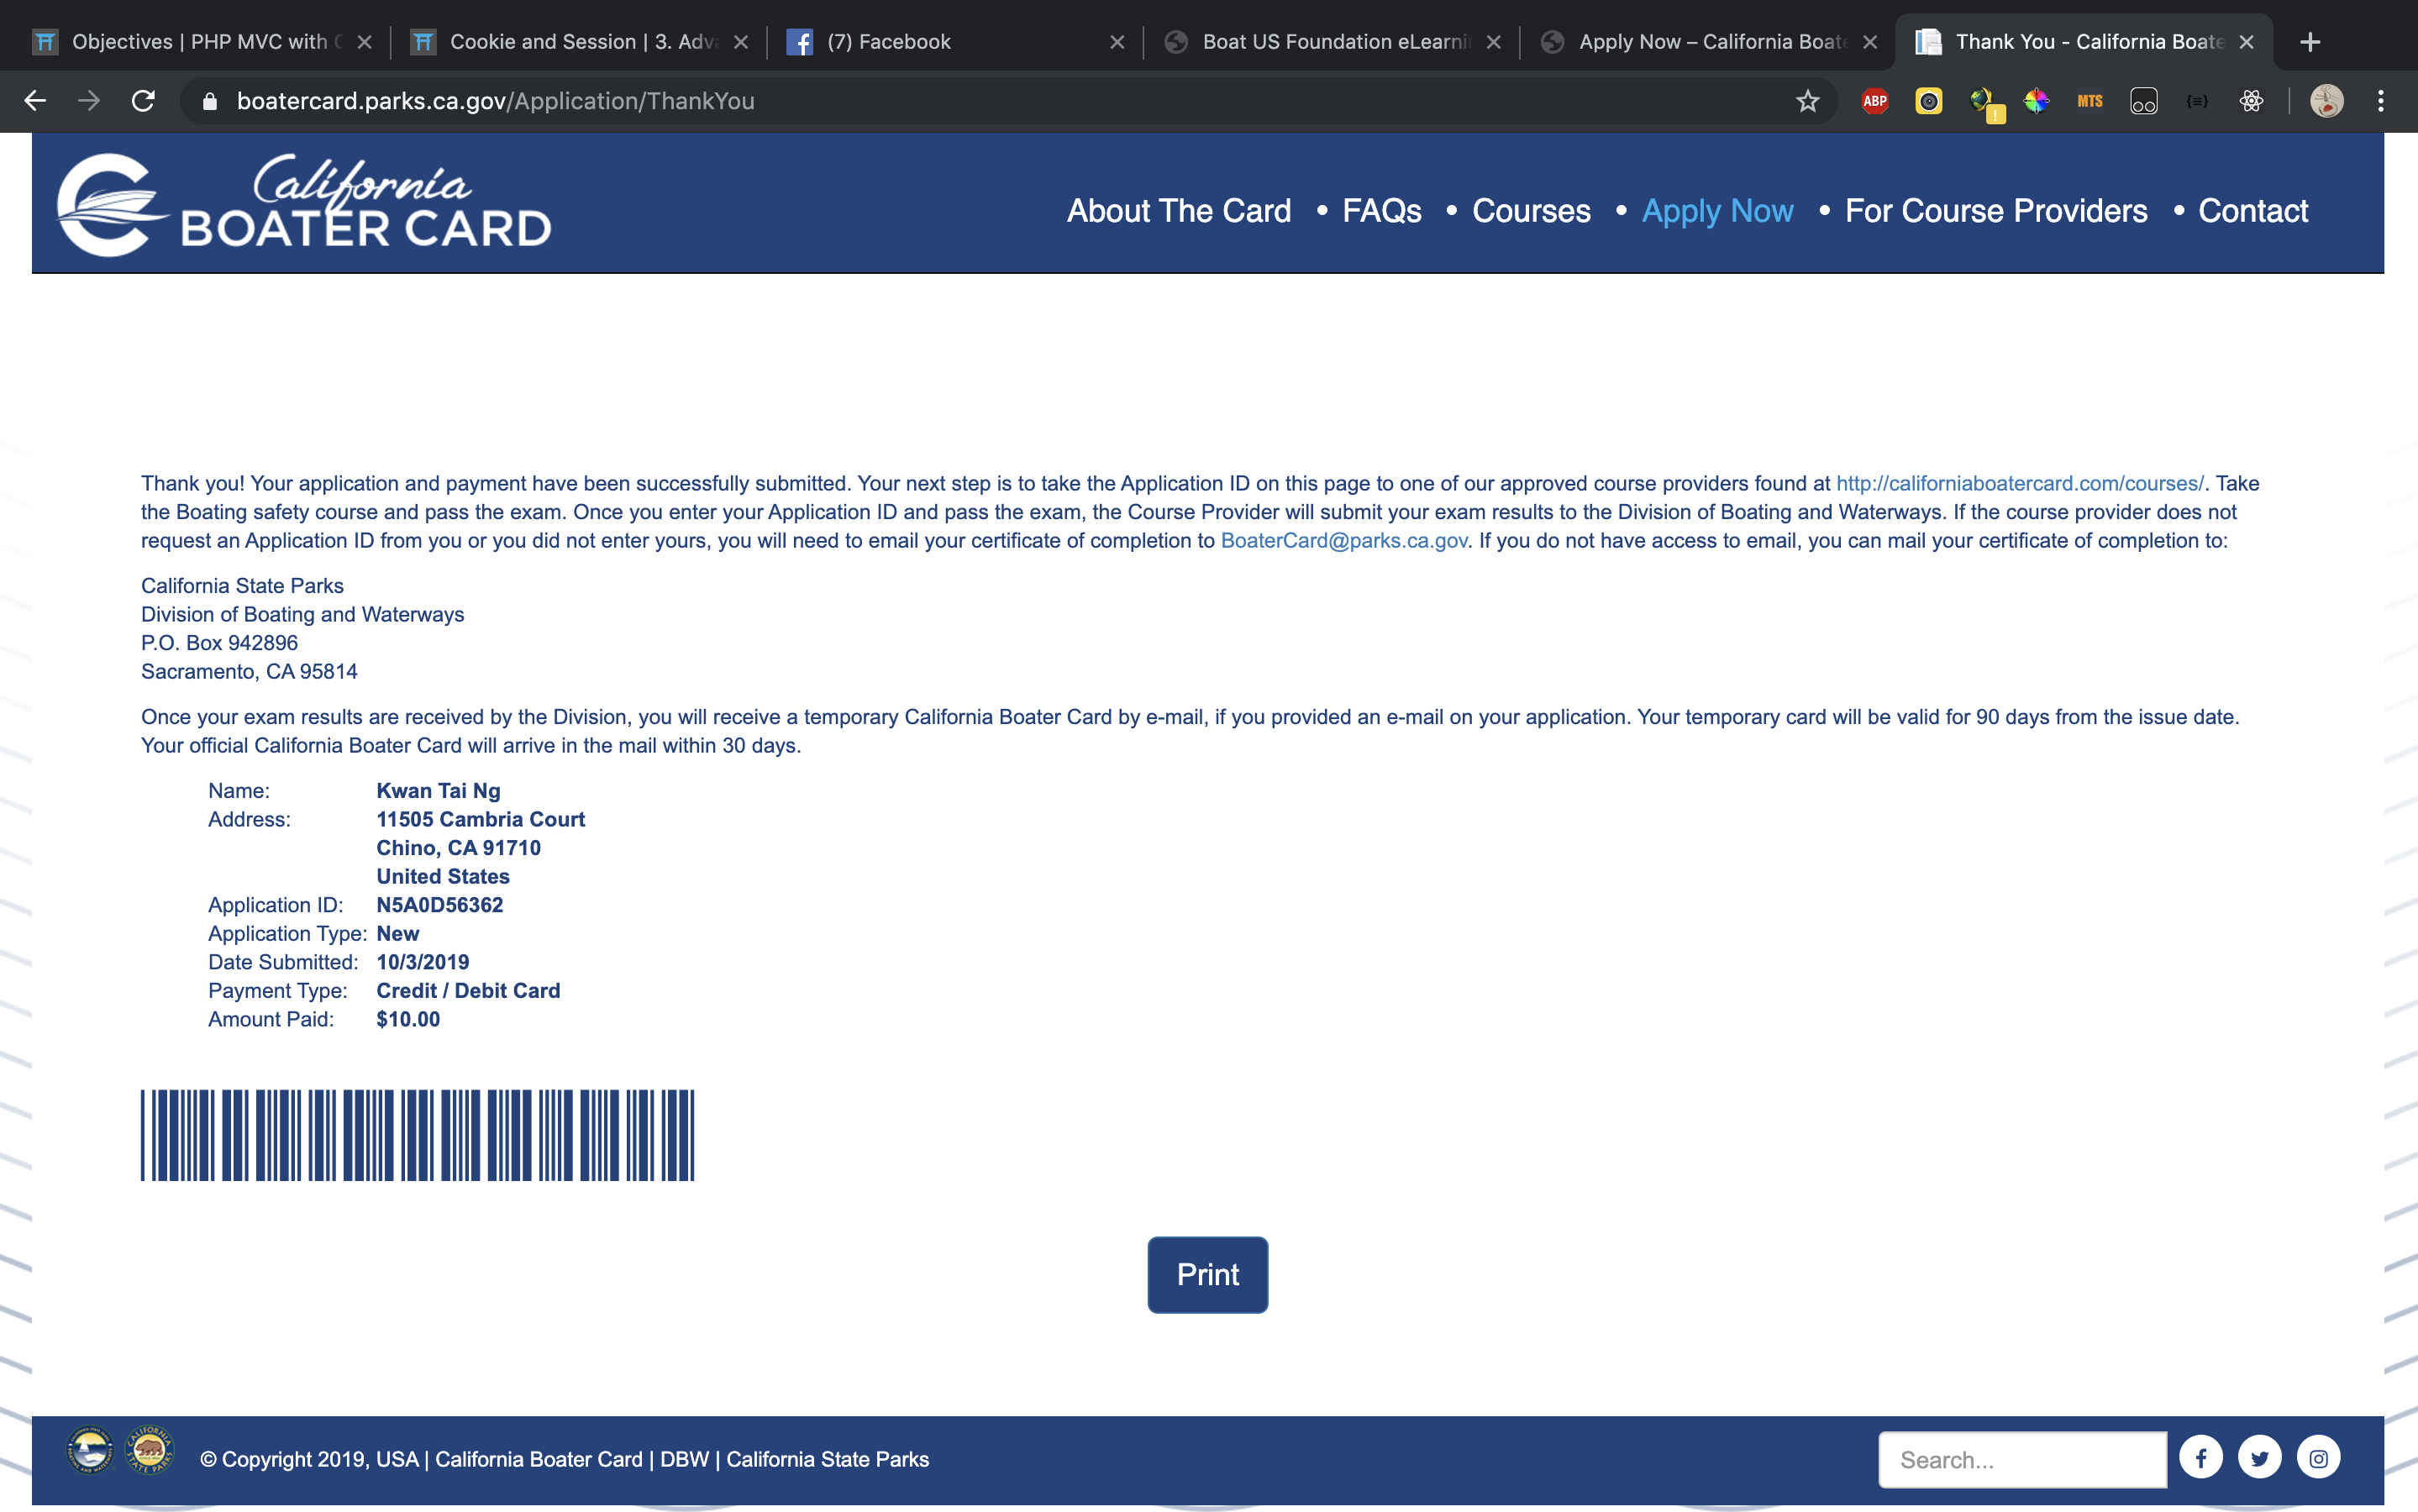 Objectives | PHP MVC with
Cookie and Session | 3. Adva
(7) Facebook
Boat US Foundation eLearni
Apply Now – California Boate
Thank You - California Boate
boatercard.parks.ca.gov/Application/ThankYou
ABP
MTS
California
BOATER CARD
About The Card • FAQs • Courses • Apply Now • For Course Providers • Contact
Thank you! Your application and payment have been successfully submitted. Your next step is to take the Application ID on this page to one of our approved course providers found at http://californiaboatercard.com/courses/. Take
the Boating safety course and pass the exam. Once you enter your Application ID and pass the exam, the Course Provider will submit your exam results to the Division of Boating and Waterways. If the course provider does not
request an Application ID from you or you did not enter yours, you will need to email your certificate of completion to BoaterCard@parks.ca.gov. If you do not have access to email, you can mail your certificate of completion to:
California State Parks
Division of Boating and Waterways
P.O. Box 942896
Sacramento, CA 95814
Once your exam results are received by the Division, you will receive a temporary California Boater Card by e-mail, if you provided an e-mail on your application. Your temporary card will be valid for 90 days from the issue date.
Your official California Boater Card will arrive in the mail within 30 days.
Name: Kwan Tai Ng
Address: 11505 Cambria Court
Chino, CA 91710
United States
Application ID: N5A0D56362
Application Type: New
Date Submitted: 10/3/2019
Payment Type: Credit / Debit Card
Amount Paid: $10.00
Print
© Copyright 2019, USA | California Boater Card | DBW | California State Parks
Search...